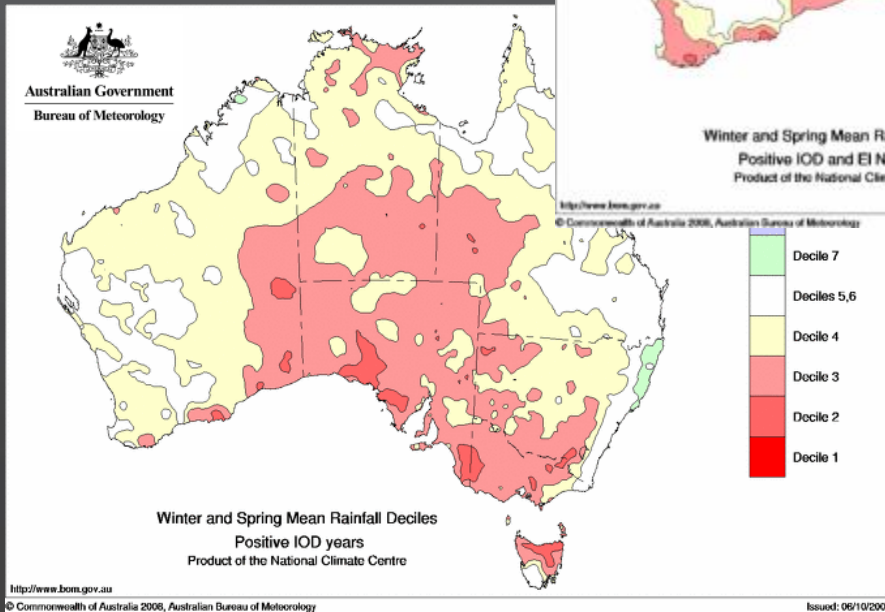 Australian Government
Bureau of Meteorology
Winter and Spring Mean R
Positive IOD and El N
Product of the National Clim
http://www.bom.gov.au
© Commonwealth of Australia 2008, Australian Bureau of Meteorology
Decile 7
Deciles 5,6
Decile 4
Decile 3
Decile 2
Decile 1
Winter and Spring Mean Rainfall Deciles
Positive IOD years
Product of the National Climate Centre
http://www.bom.gov.au
© Commonwealth of Australia 2008, Australian Bureau of Meteorology
Issued: 06/10/200